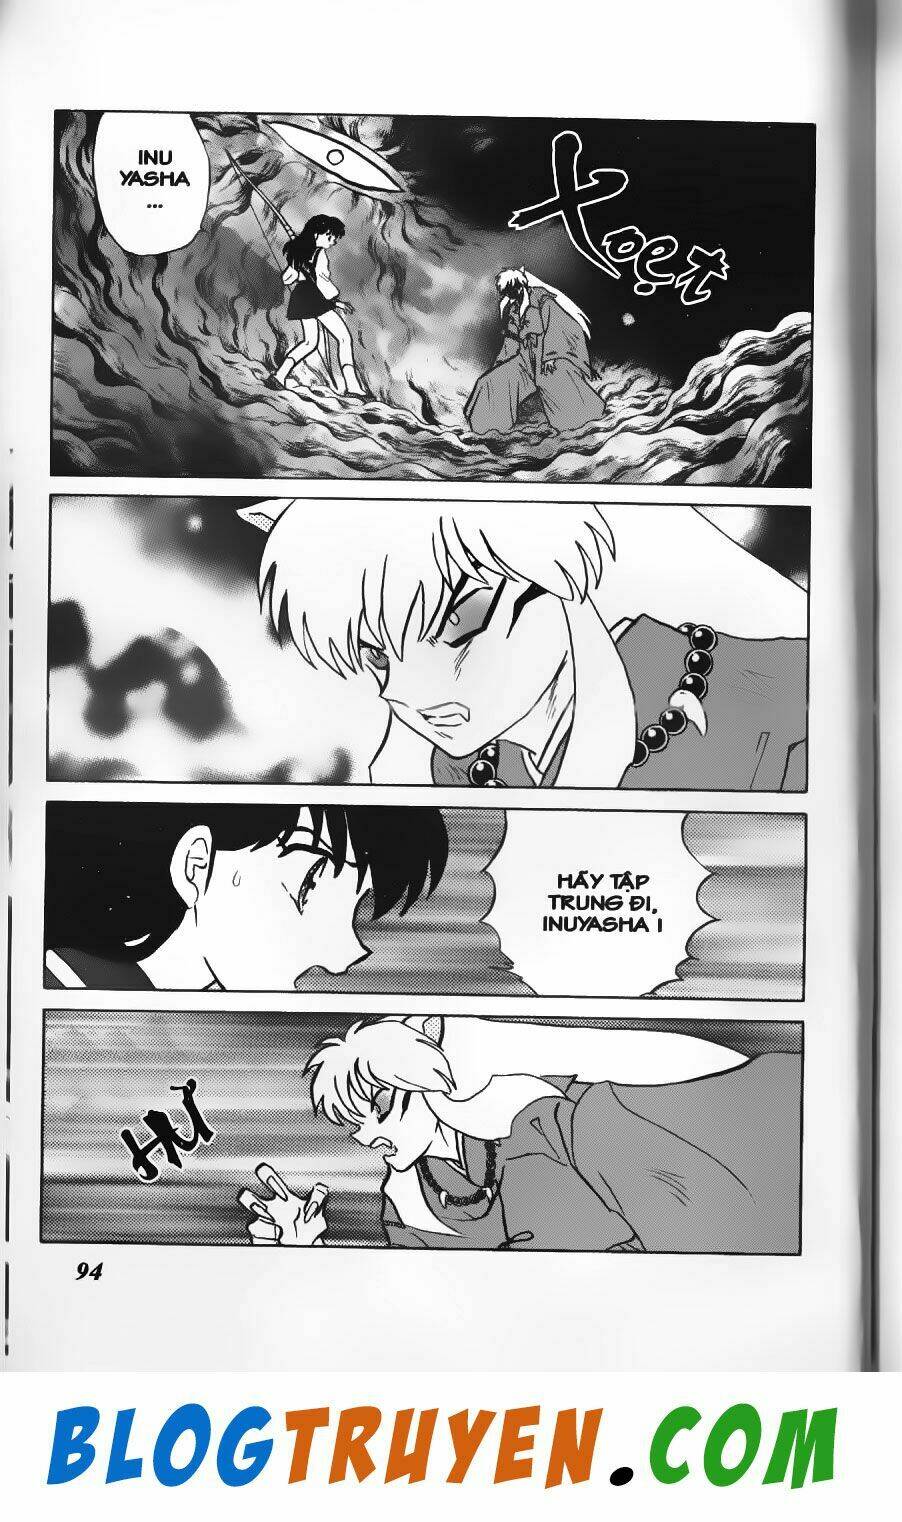 INU
YASHA
...
Xoẹt
HÃY TẬP
TRUNG ĐI,
INUYASHA !
HỪ
94
BLOGTRUYEN.COM